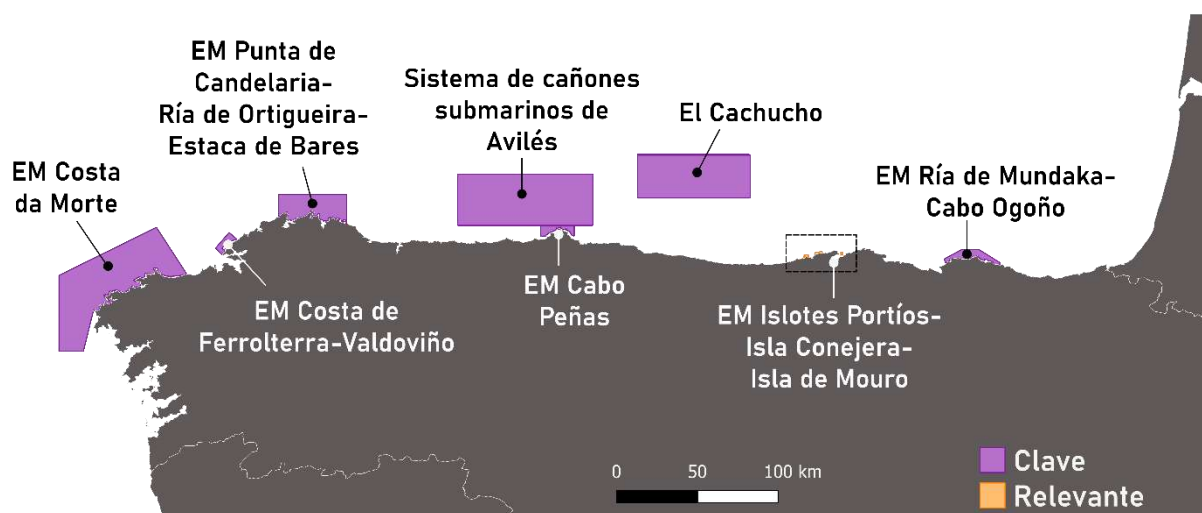 EM Costa
da Morte
EM Punta de
Candelaria-
Ría de Ortigueira-
Estaca de Bares
Sistema de cañones
submarinos de
Avilés
El Cachucho
EM Ría de Mundaka-
Cabo Ogoño
EM Costa de
Ferrolterra-Valdoviño
EM Cabo
Peñas
EM Islotes Portíos-
Isla Conejera-
Isla de Mouro
0 50 100 km
Clave
Relevante